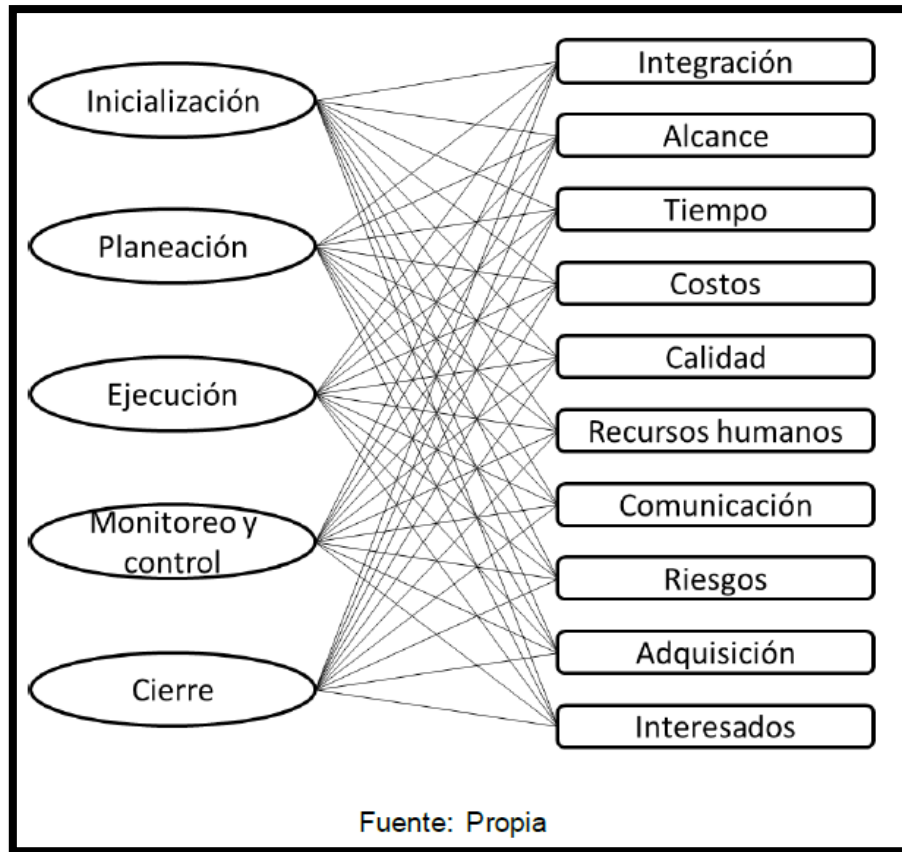 Inicialización
Planeación
Ejecución
Monitoreo y
control
Cierre
Integración
Alcance
Tiempo
Costos
Calidad
Recursos humanos
Comunicación
Riesgos
Adquisición
Interesados
Fuente: Propia